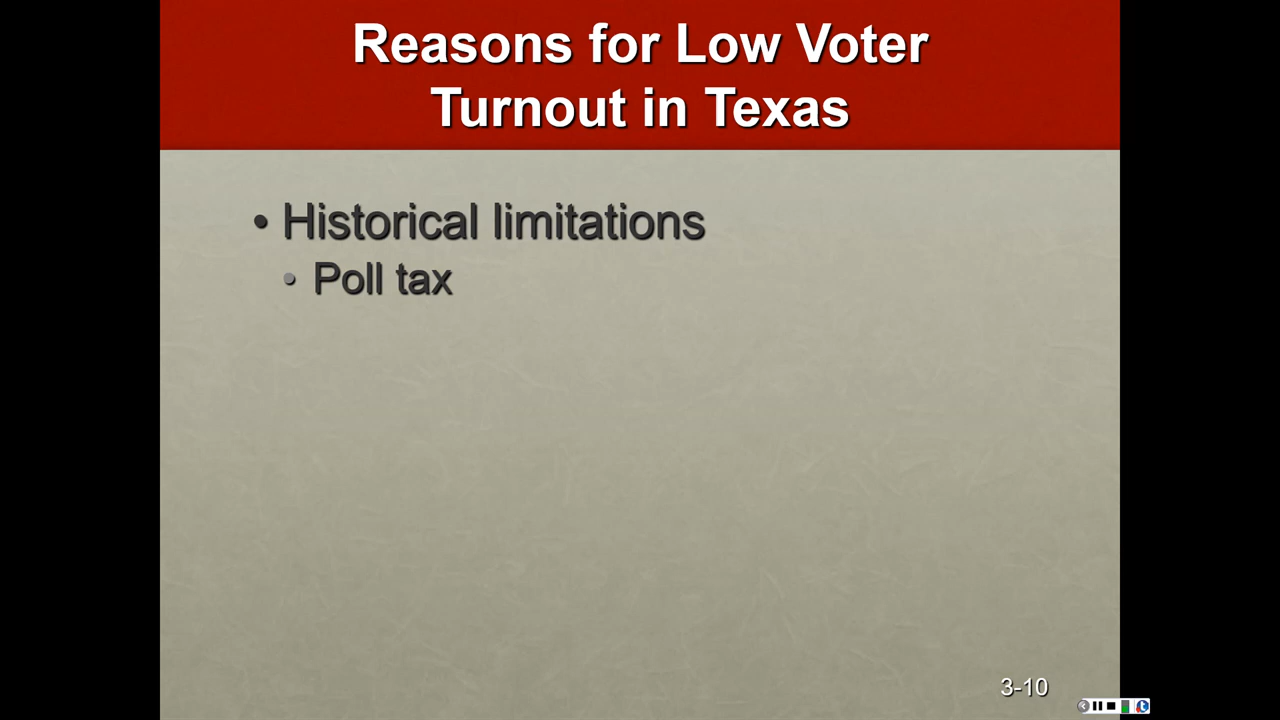 Reasons for Low Voter
Turnout in Texas
• Historical limitations
• Poll tax
3-10